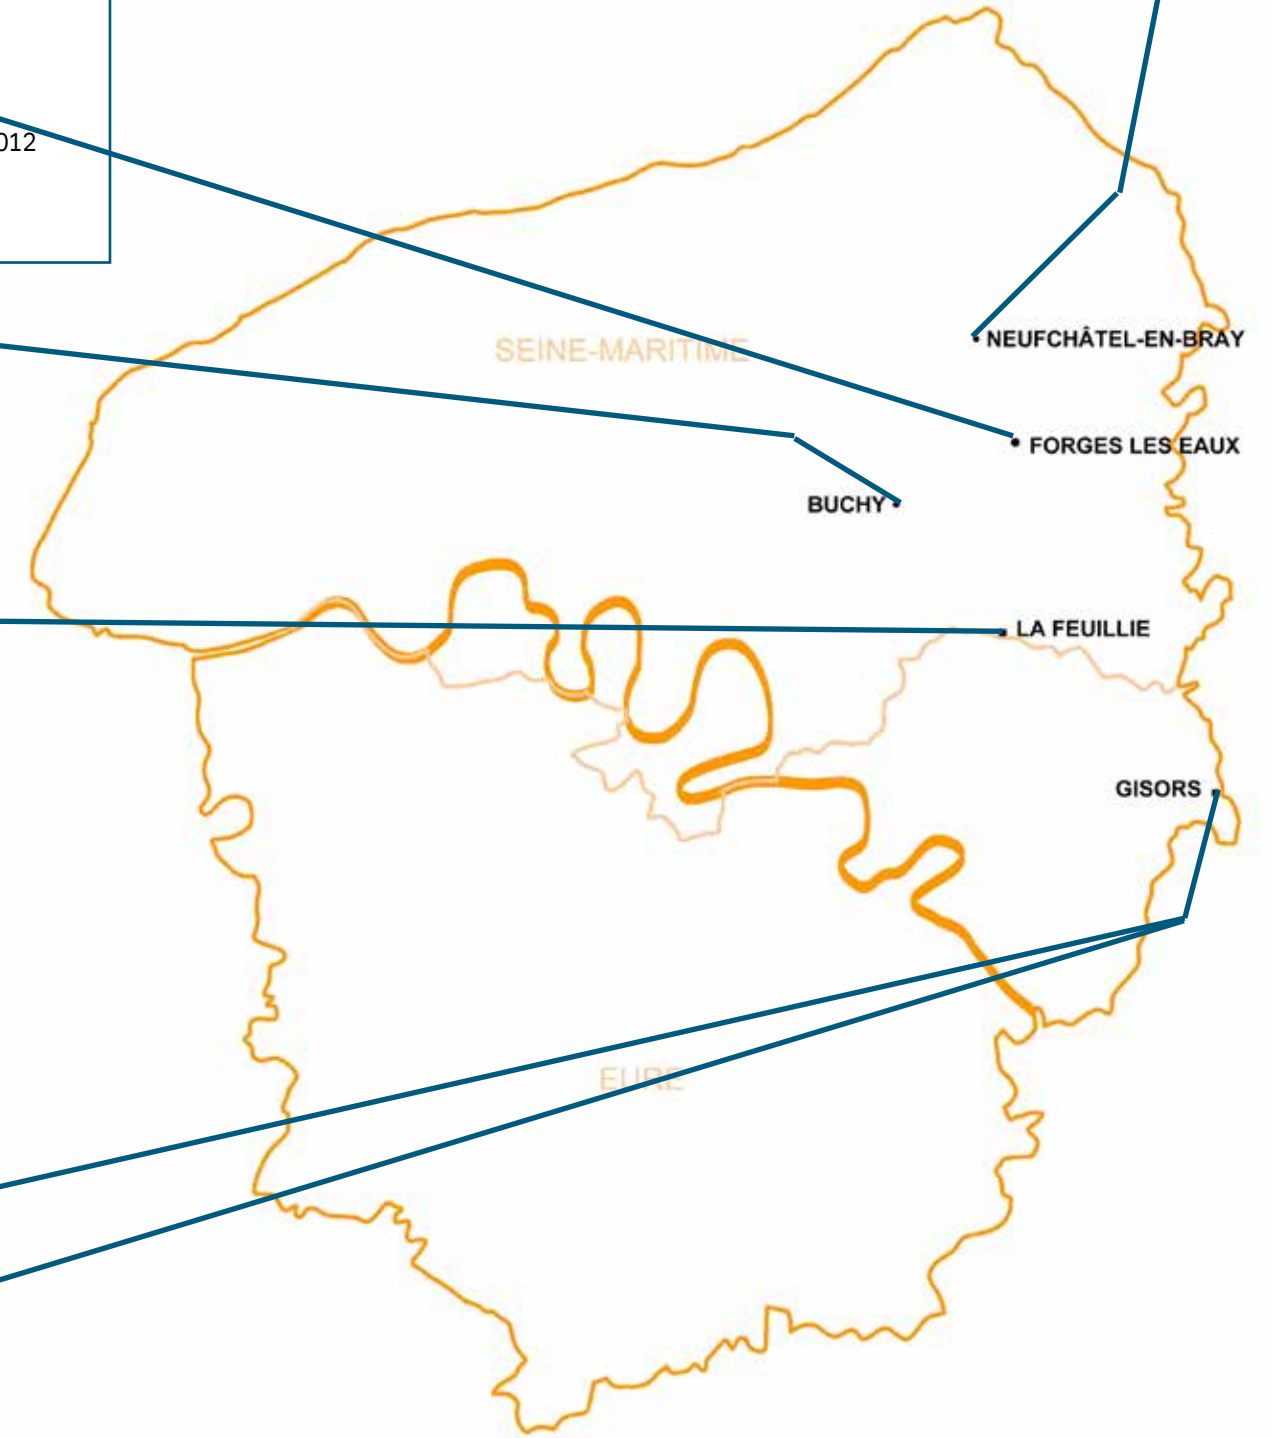 012
SEINE-MARITIME
NEUFCHÂTEL-EN-BRAY
FORGES LES EAUX
BUCHY
LA FEUILLIE
GISORS
EURE